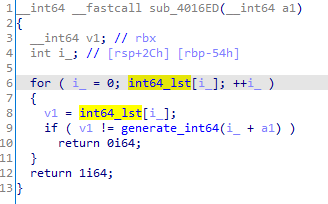 1 __int64 __fastcall sub_4016ED(__int64 a1)
2 {
3   __int64 v1; // rbx
4   int i_; // [rsp+2Ch] [rbp-54h]
5
6   for ( i_ = 0; int64_lst[i_]; ++i_ )
7   {
8     v1 = int64_lst[i_];
9     if ( v1 != generate_int64(i_ + a1) )
10       return 0i64;
11   }
12   return 1i64;
13 }